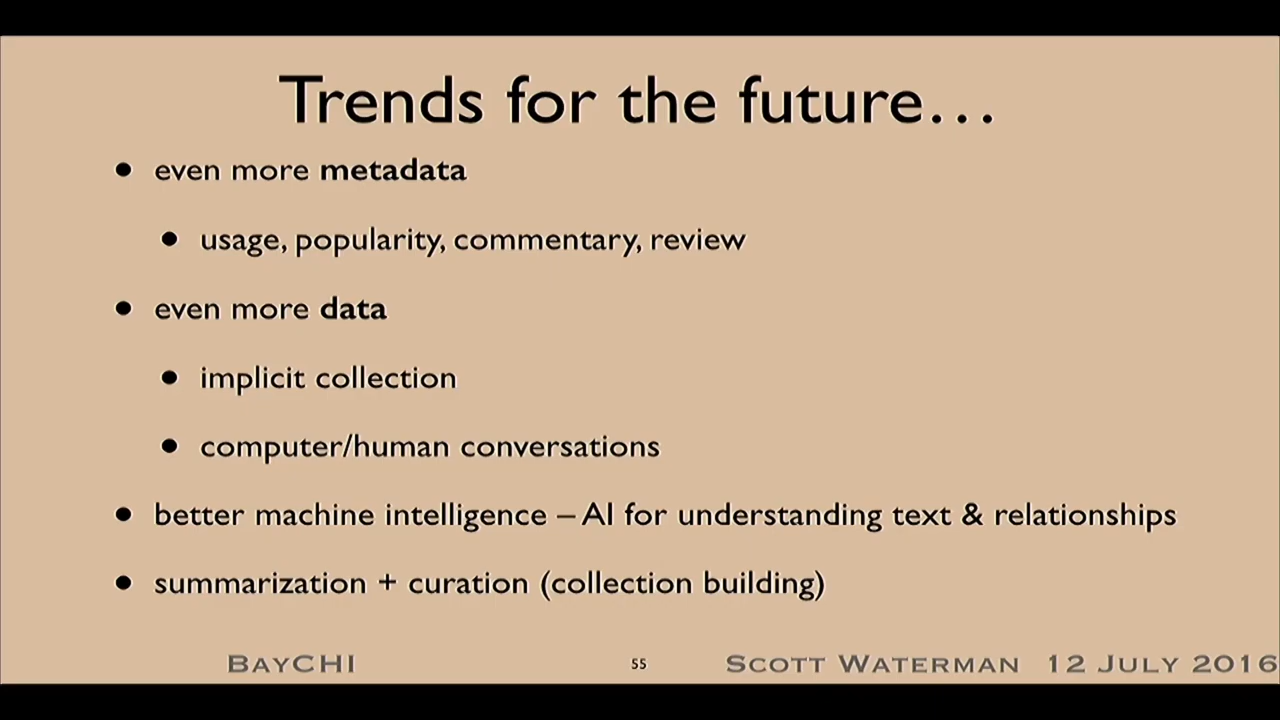 Trends for the future…
• even more metadata
• usage, popularity, commentary, review
• even more data
• implicit collection
• computer/human conversations
• better machine intelligence – AI for understanding text & relationships
• summarization + curation (collection building)
BAYCHI 55 SCOTT WATERMAN 12 JULY 2016